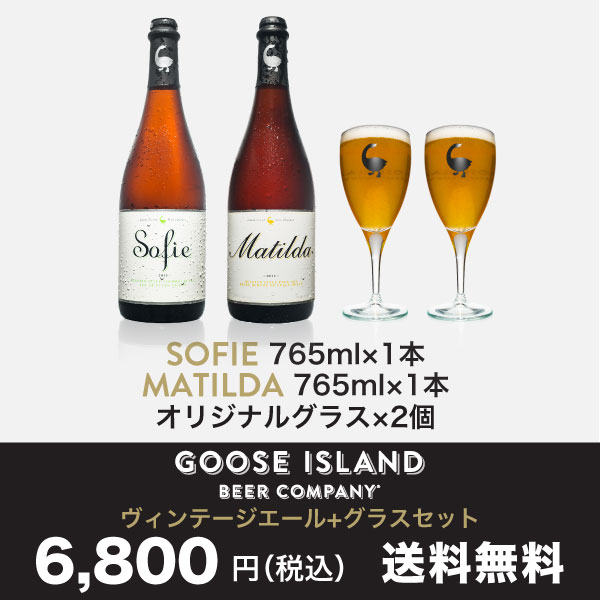 Sofie
Matilda
SOFIE 765ml×1本
MATILDA 765ml×1本
オリジナルグラス×2個
GOOSE ISLAND
BEER COMPANY
ヴィンテージエール+グラスセット
6,800円(税込) 送料無料